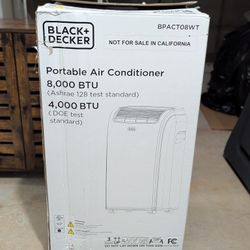 BLACK+
DECKER
BPACT08WT
NOT FOR SALE IN CALIFORNIA
Portable Air Conditioner
8,000 BTU
(Ashrae 128 test standard)
4,000 BTU
(DOE test
standard)